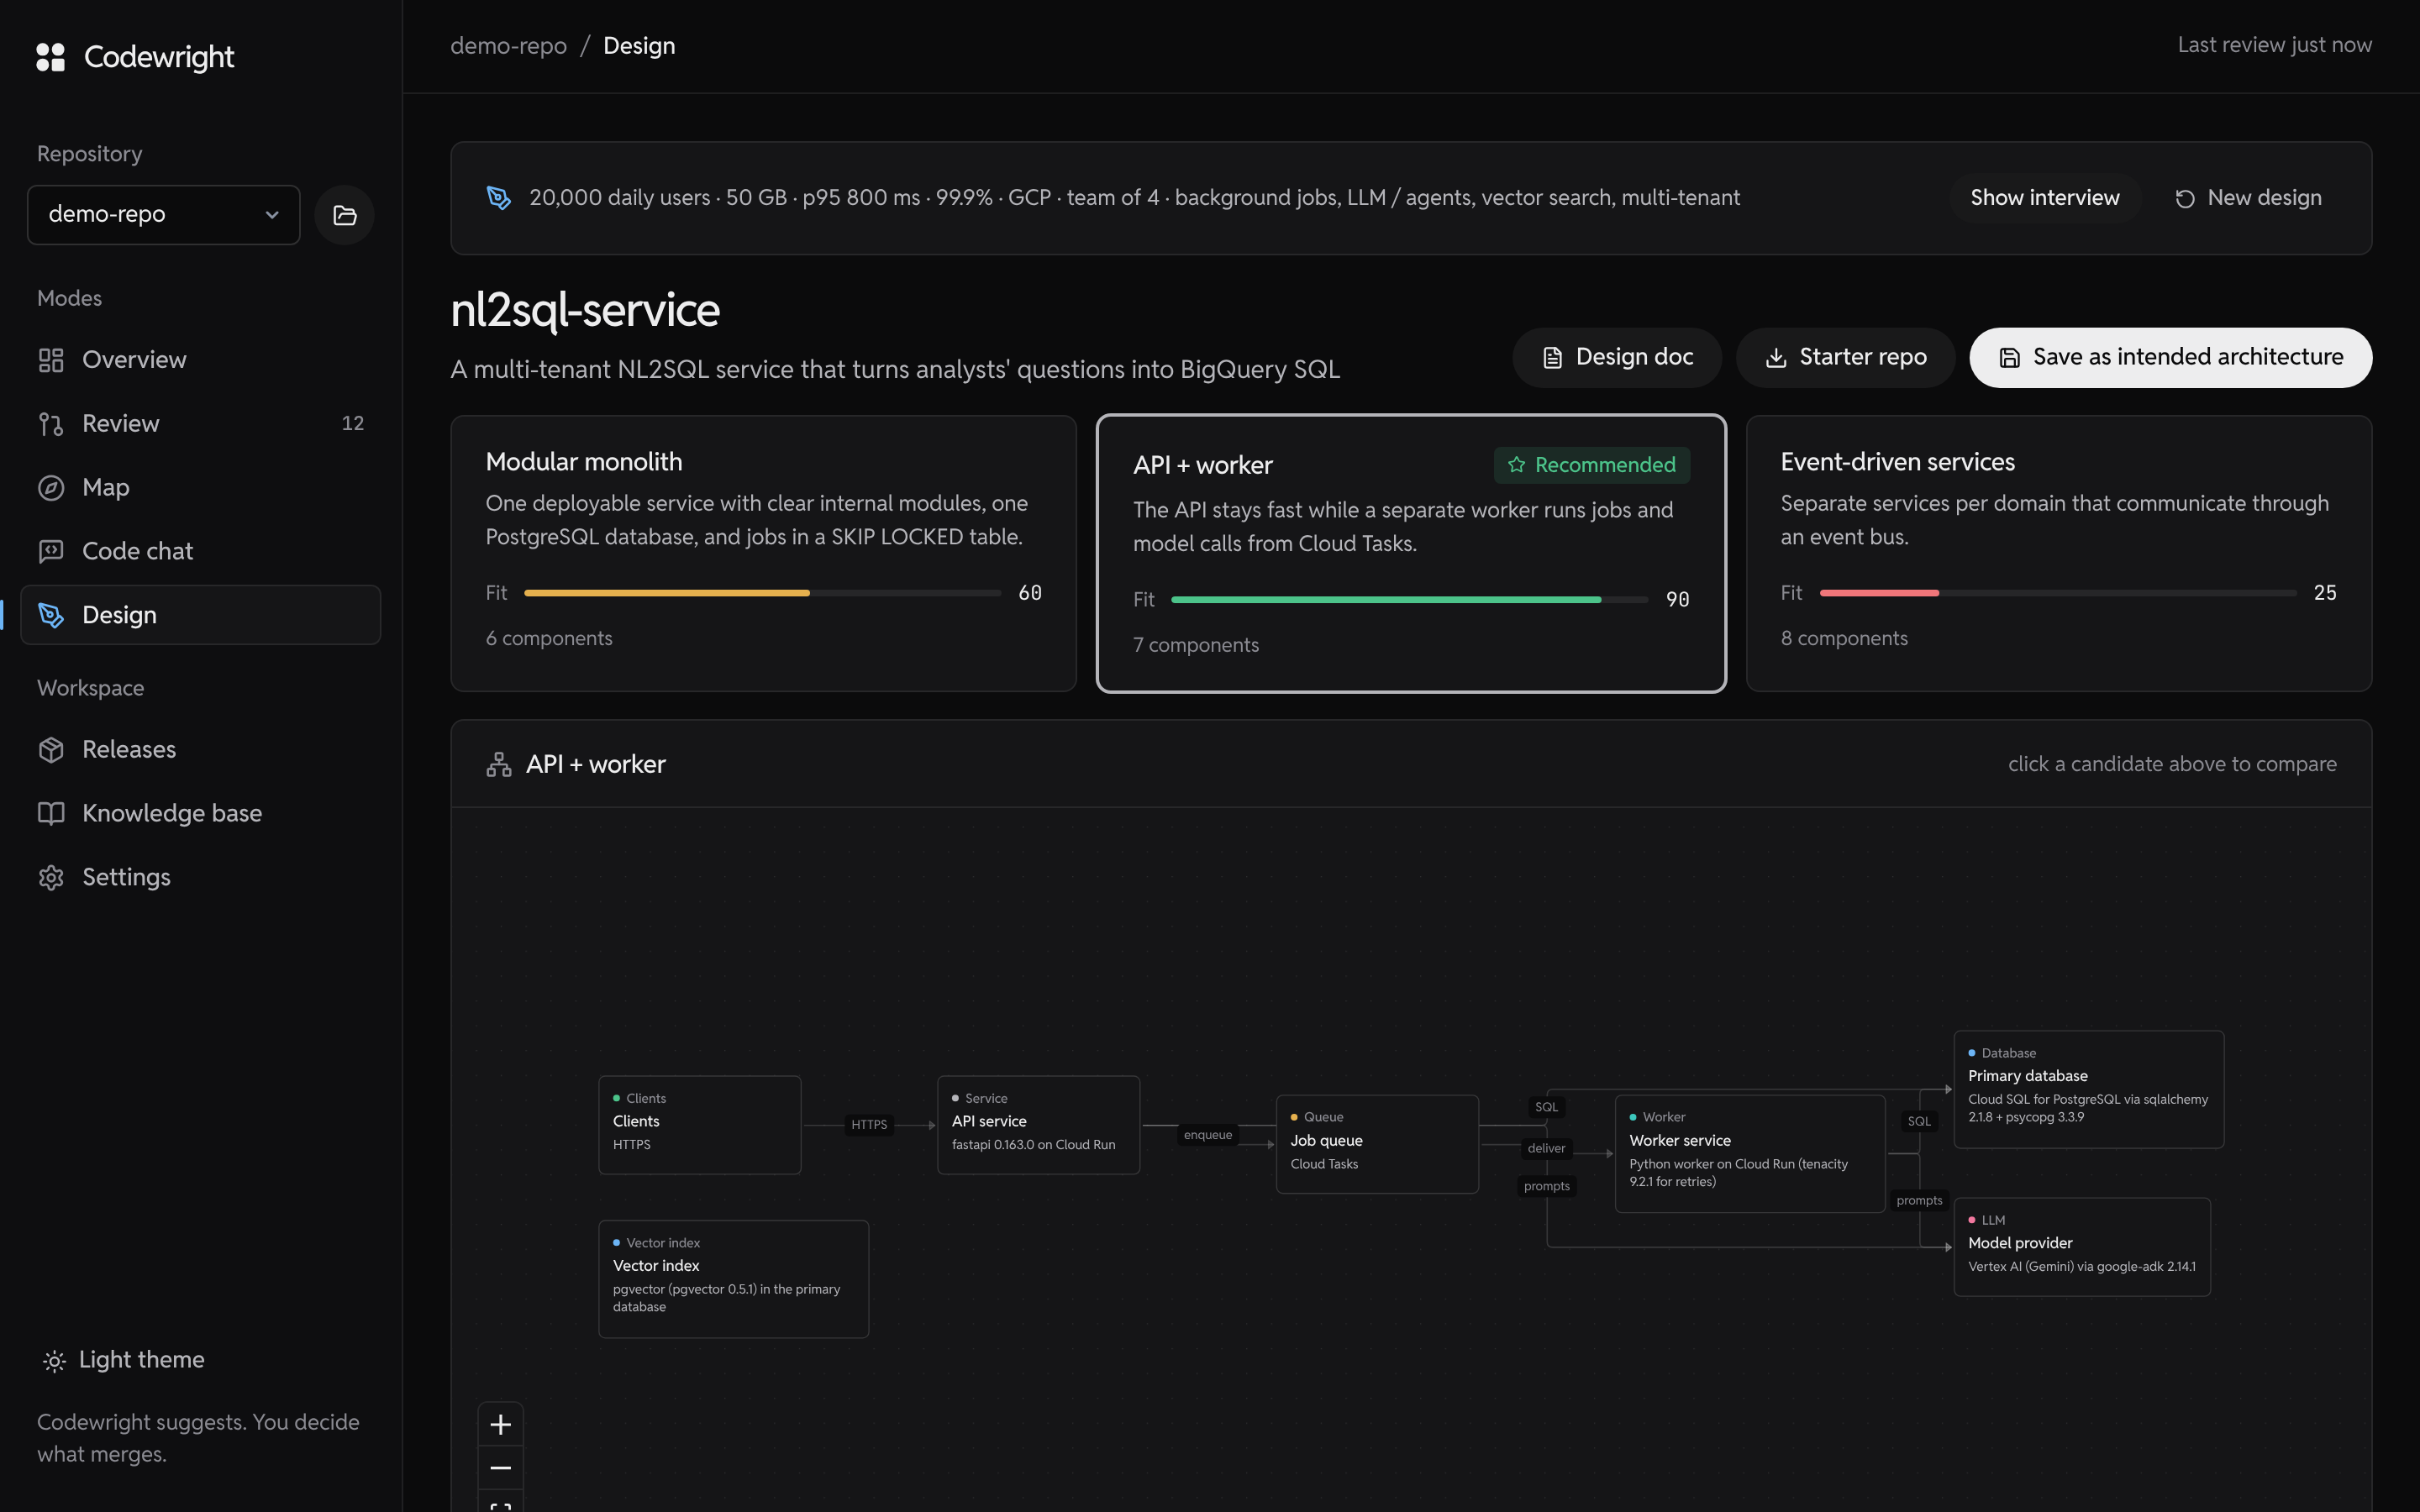 Codewright
Repository
demo-repo
Modes
Overview
Review 12
Map
Code chat
Design
Workspace
Releases
Knowledge base
Settings
Light theme
Codewright suggests. You decide
what merges.
demo-repo / Design
Last review just now
20,000 daily users · 50 GB · p95 800 ms · 99.9% · GCP · team of 4 · background jobs, LLM / agents, vector search, multi-tenant
Show interview
New design
nl2sql-service
A multi-tenant NL2SQL service that turns analysts' questions into BigQuery SQL
Design doc
Starter repo
Save as intended architecture
Modular monolith
One deployable service with clear internal modules, one
PostgreSQL database, and jobs in a SKIP LOCKED table.
Fit 60
6 components
API + worker
Recommended
The API stays fast while a separate worker runs jobs and
model calls from Cloud Tasks.
Fit 90
7 components
Event-driven services
Separate services per domain that communicate through
an event bus.
Fit 25
8 components
API + worker
click a candidate above to compare
Clients
Clients
HTTPS
HTTPS
Service
API service
fastapi 0.163.0 on Cloud Run
enqueue
Queue
Job queue
Cloud Tasks
SQL
deliver
prompts
Worker
Worker service
Python worker on Cloud Run (tenacity
9.2.1 for retries)
SQL
prompts
Database
Primary database
Cloud SQL for PostgreSQL via sqlalchemy
2.1.8 + psycopg 3.3.9
LLM
Model provider
Vertex AI (Gemini) via google-adk 2.14.1
Vector index
Vector index
pgvector (pgvector 0.5.1) in the primary
database